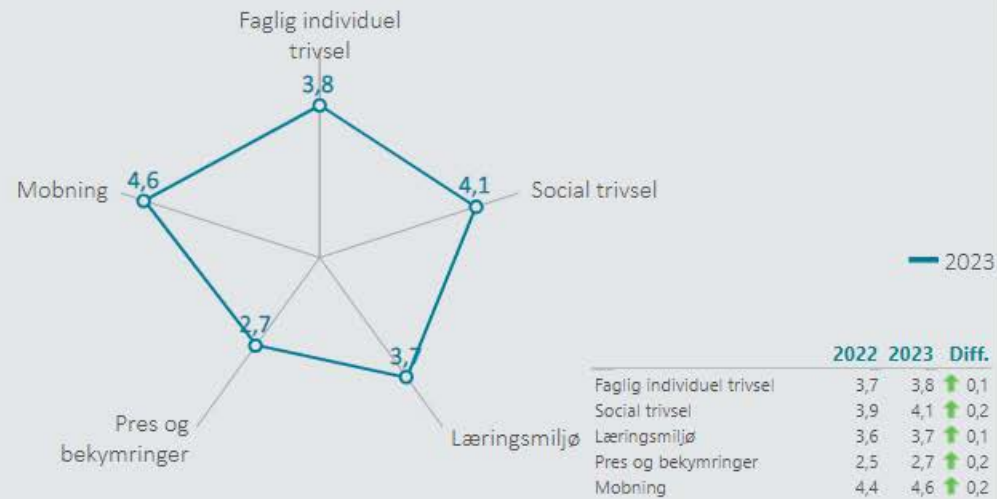 Faglig individuel
trivsel
3,8
Mobning
4,6
4,1
Social trivsel
2023
2,7
3,7
Pres og
bekymringer
Læringsmiljø
2022 2023 Diff.
Faglig individuel trivsel 3,7 3,8 0,1
Social trivsel 3,9 4,1 0,2
Læringsmiljø 3,6 3,7 0,1
Pres og bekymringer 2,5 2,7 0,2
Mobning 4,4 4,6 0,2